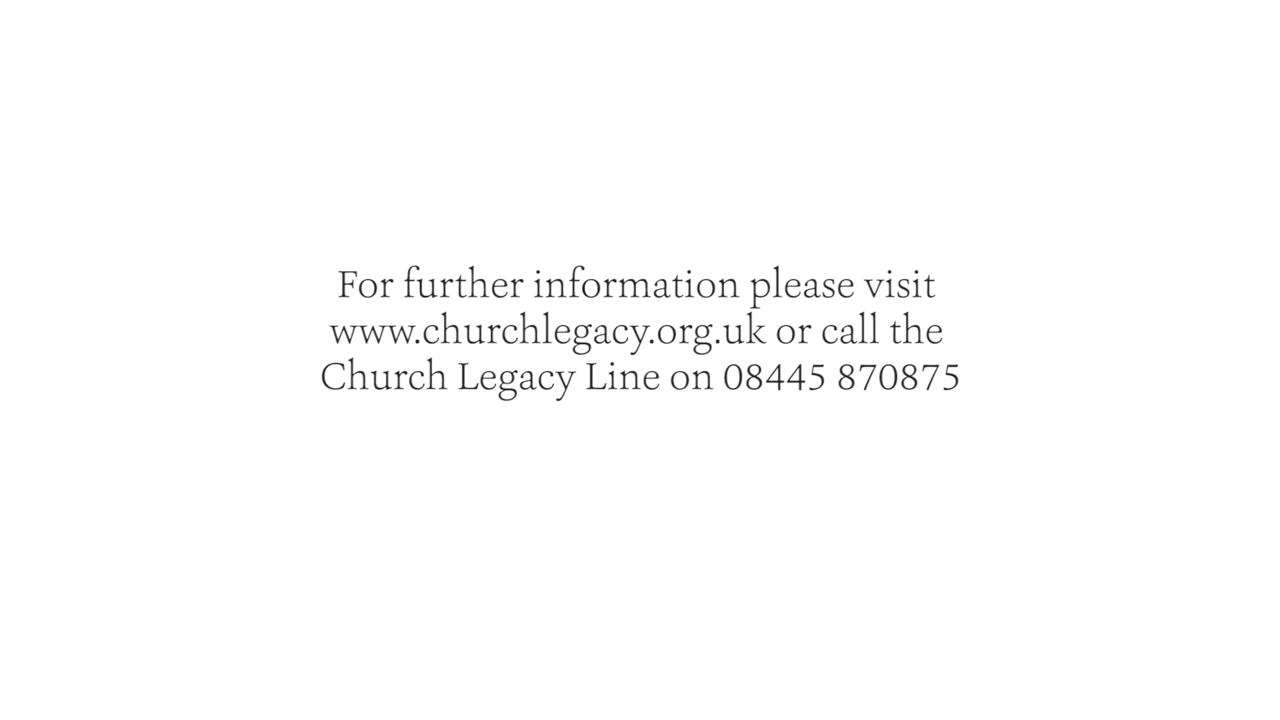 For further information please visit
www.churchlegacy.org.uk or call the
Church Legacy Line on 08445 870875